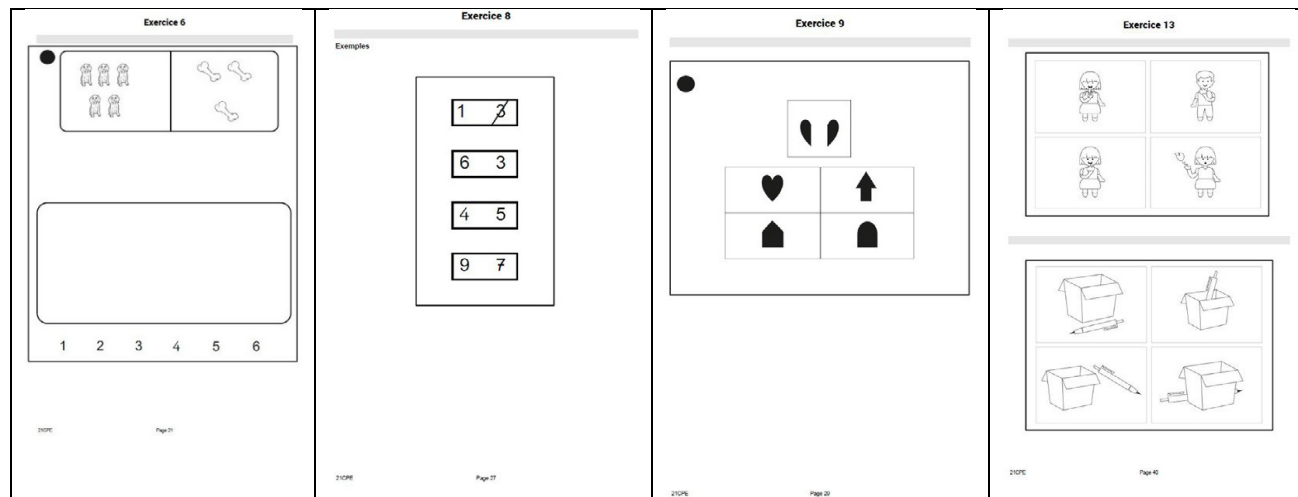 Exercice 6
1 2 3 4 5 6
21CPE Page 21
Exercice 8
Exemples
1 3
6 3
4 5
9 7
21CPE Page 27
Exercice 9
21CPE Page 29
Exercice 13
21CPE Page 40